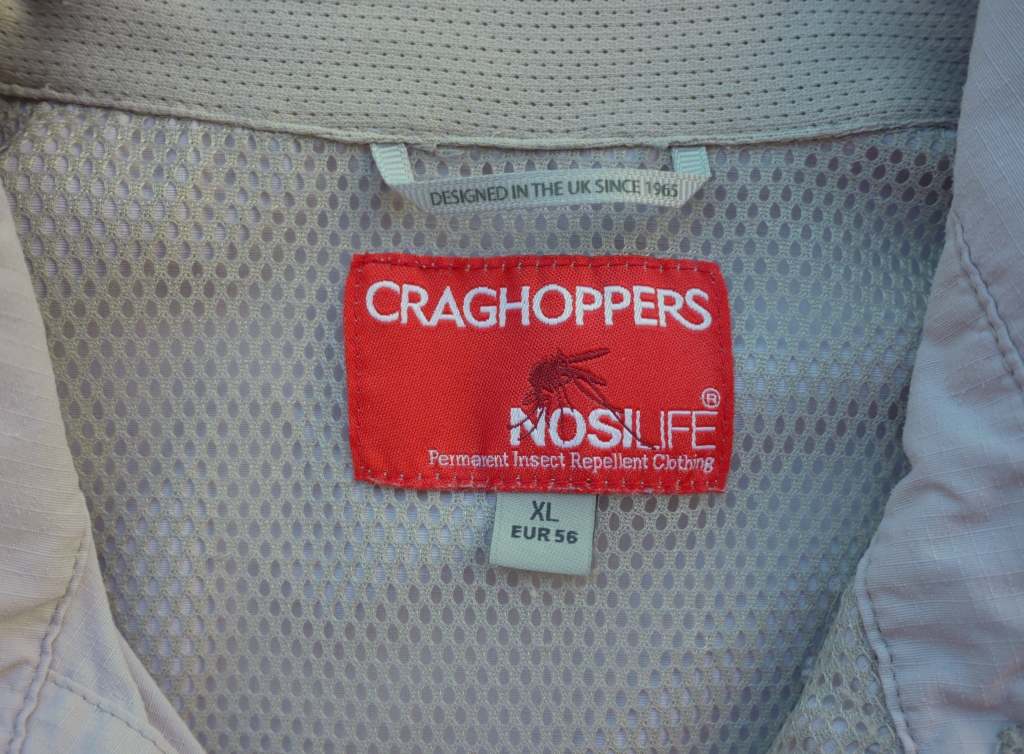 DESIGNED IN THE UK SINCE 1965
CRAGHOPPERS
NOSILIFE®
Permanent Insect Repellent Clothing
XL
EUR 56